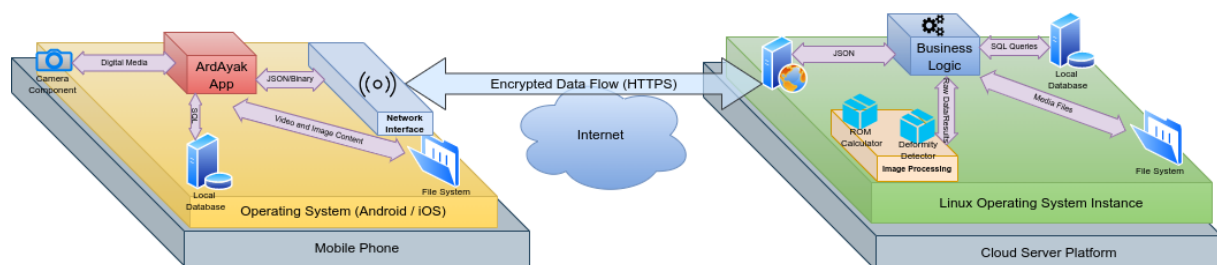 Camera
Component
Digital Media
ArdAyak
App
JSON/Binary
SQL
Video and Image Content
Network
Interface
Local
Database
File System
Operating System (Android / iOS)
Mobile Phone
Encrypted Data Flow (HTTPS)
Internet
JSON
Business
Logic
SQL Queries
Local
Database
Raw Data/Results
Media Files
ROM
Calculator
Deformity
Detector
Image Processing
File System
Linux Operating System Instance
Cloud Server Platform